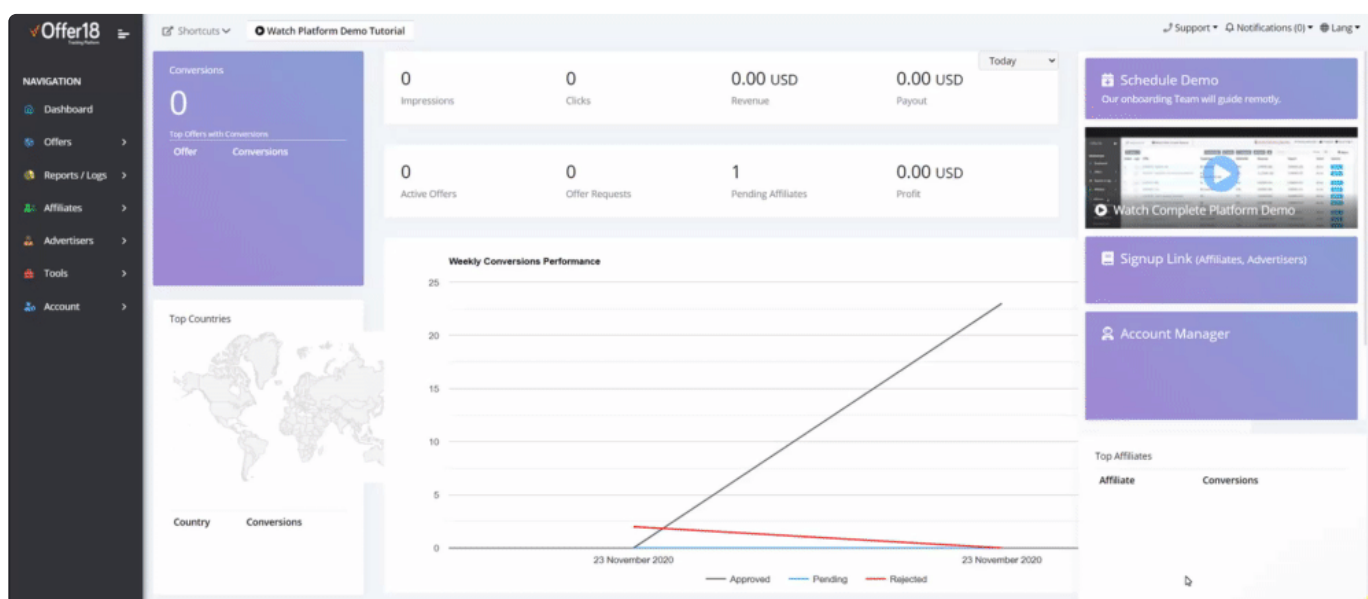 Offer18
Tracking Platform
Shortcuts
Watch Platform Demo Tutorial
Support
Notifications (0)
Lang
NAVIGATION
Dashboard
Offers
Reports / Logs
Affiliates
Advertisers
Tools
Account
Conversions
0
Top Offers with Conversions
Offer Conversions
Today
0 0 0.00 USD 0.00 USD
Impressions Clicks Revenue Payout
0 0 1 0.00 USD
Active Offers Offer Requests Pending Affiliates Profit
Top Countries
Country Conversions
Weekly Conversions Performance
25
20
15
10
5
0
23 November 2020 23 November 2020
Approved Pending Rejected
Schedule Demo
Our onboarding Team will guide remotly.
Watch Complete Platform Demo
Signup Link (Affiliates, Advertisers)
Account Manager
Top Affiliates
Affiliate Conversions